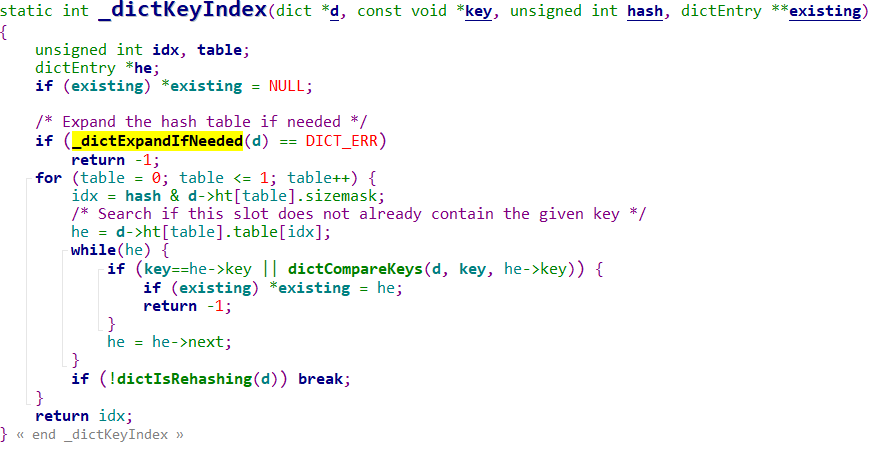 static int _dictKeyIndex(dict *d, const void *key, unsigned int hash, dictEntry **existing)
{
    unsigned int idx, table;
    dictEntry *he;
    if (existing) *existing = NULL;

    /* Expand the hash table if needed */
    if (_dictExpandIfNeeded(d) == DICT_ERR)
        return -1;
    for (table = 0; table <= 1; table++) {
        idx = hash & d->ht[table].sizemask;
        /* Search if this slot does not already contain the given key */
        he = d->ht[table].table[idx];
        while(he) {
            if (key==he->key || dictCompareKeys(d, key, he->key)) {
                if (existing) *existing = he;
                return -1;
            }
            he = he->next;
        }
        if (!dictIsRehashing(d)) break;
    }
    return idx;
} « end _dictKeyIndex »